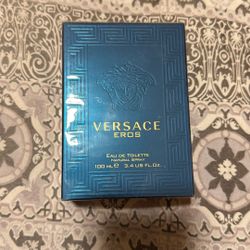 VERSACE
EROS
EAU DE TOILETTE
NATURAL SPRAY
100 ML ℮ 3.4 US FL.OZ.